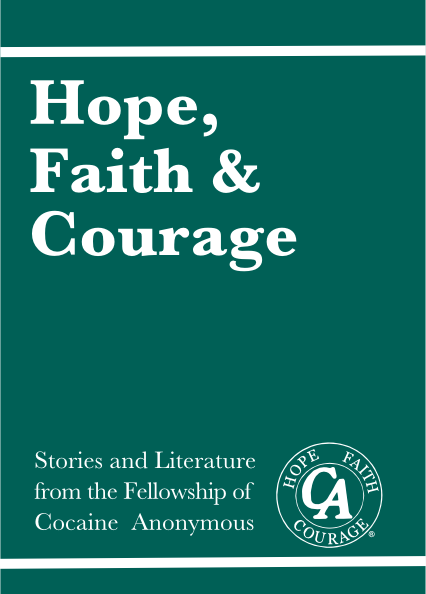 Hope,
Faith &
Courage
Stories and Literature
from the Fellowship of
Cocaine Anonymous
HOPE FAITH
CA
COURAGE®